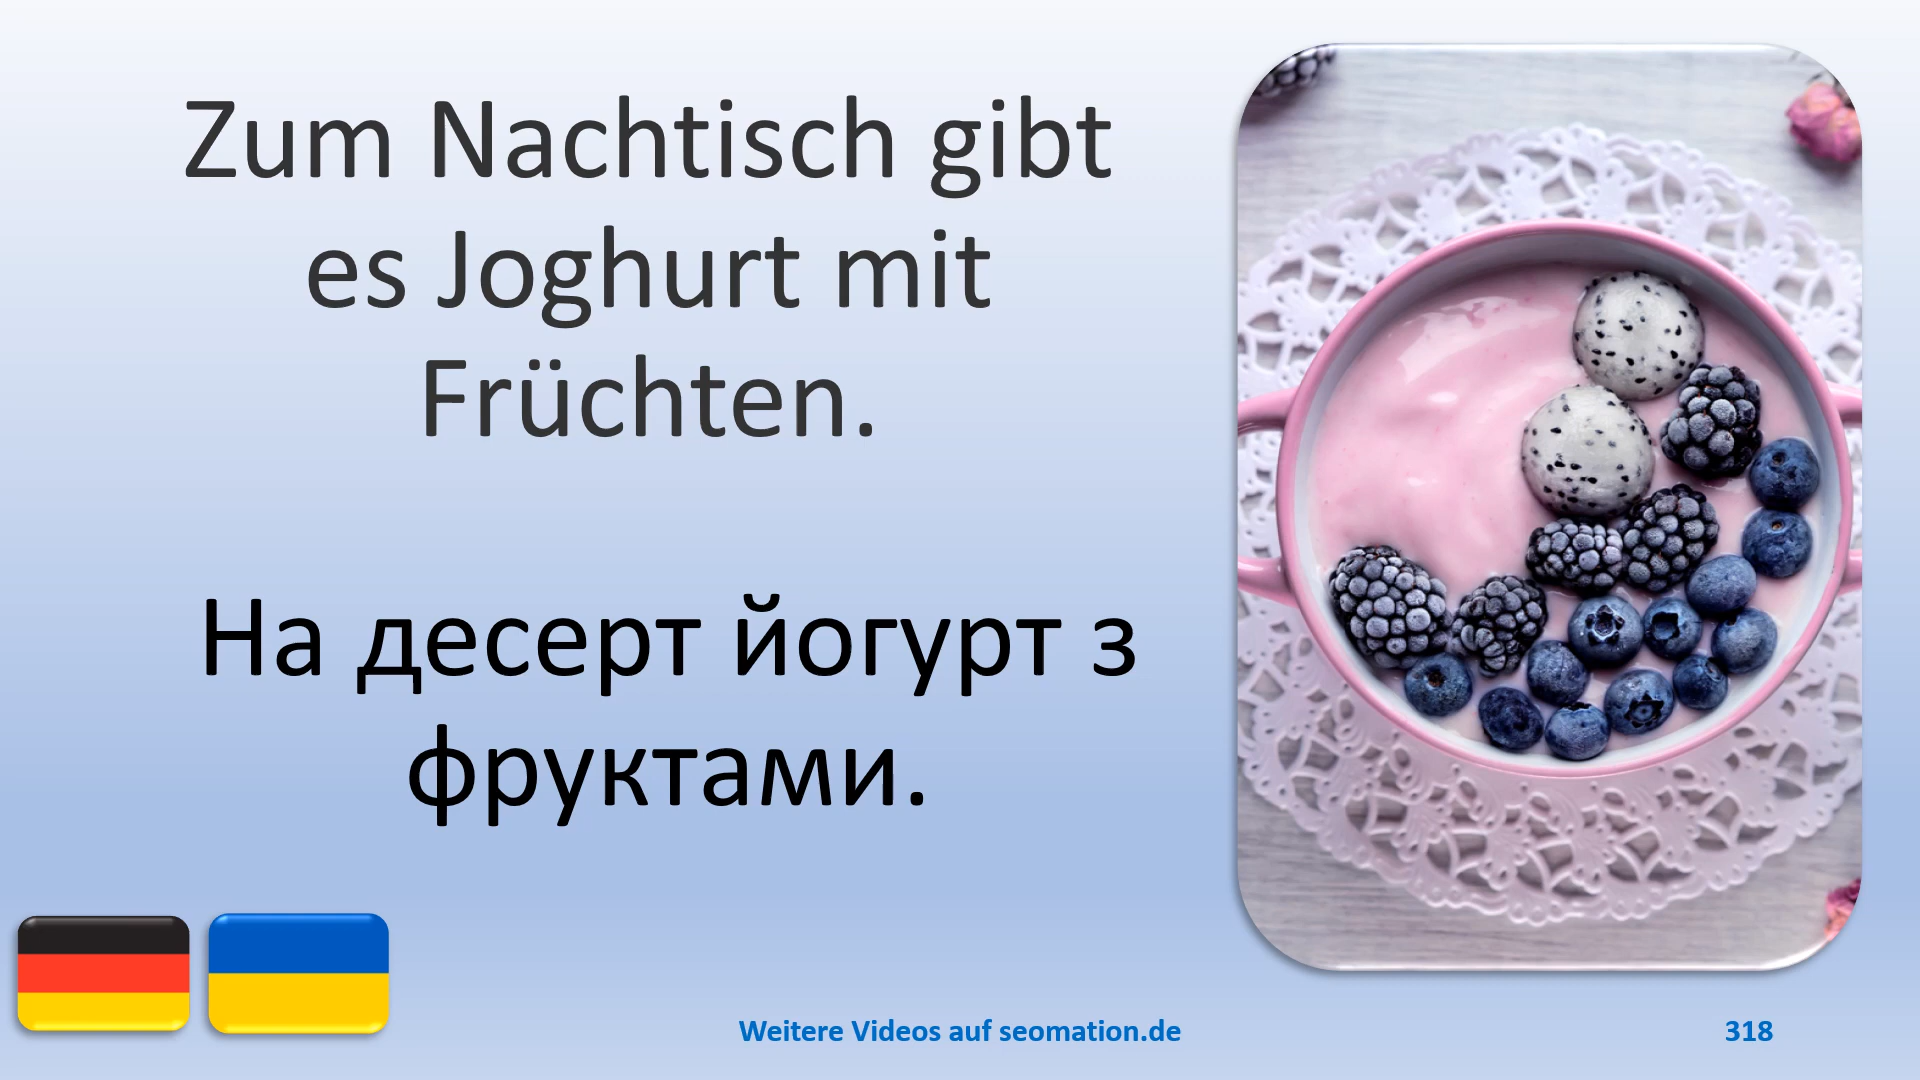 Zum Nachtisch gibt
es Joghurt mit
Früchten.
На десерт йогурт з
фруктами.
Weitere Videos auf seomation.de
318